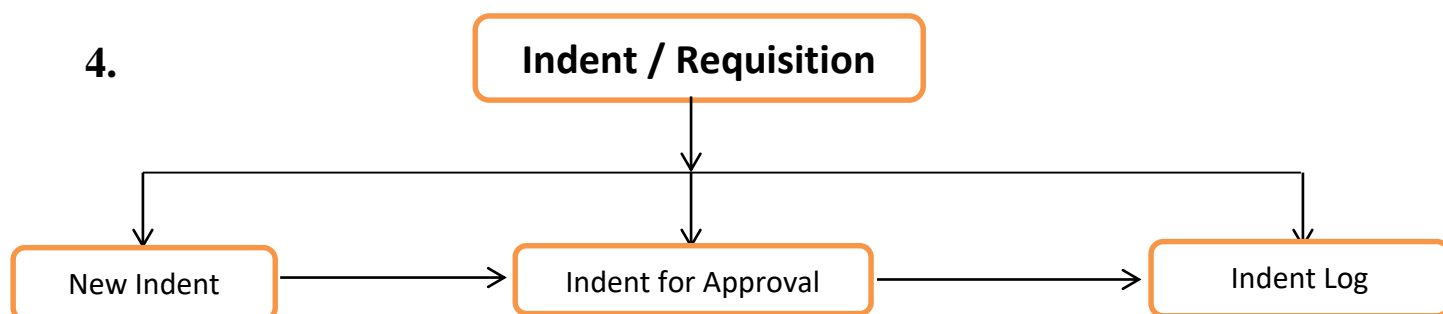 4.
Indent / Requisition
New Indent
Indent for Approval
Indent Log